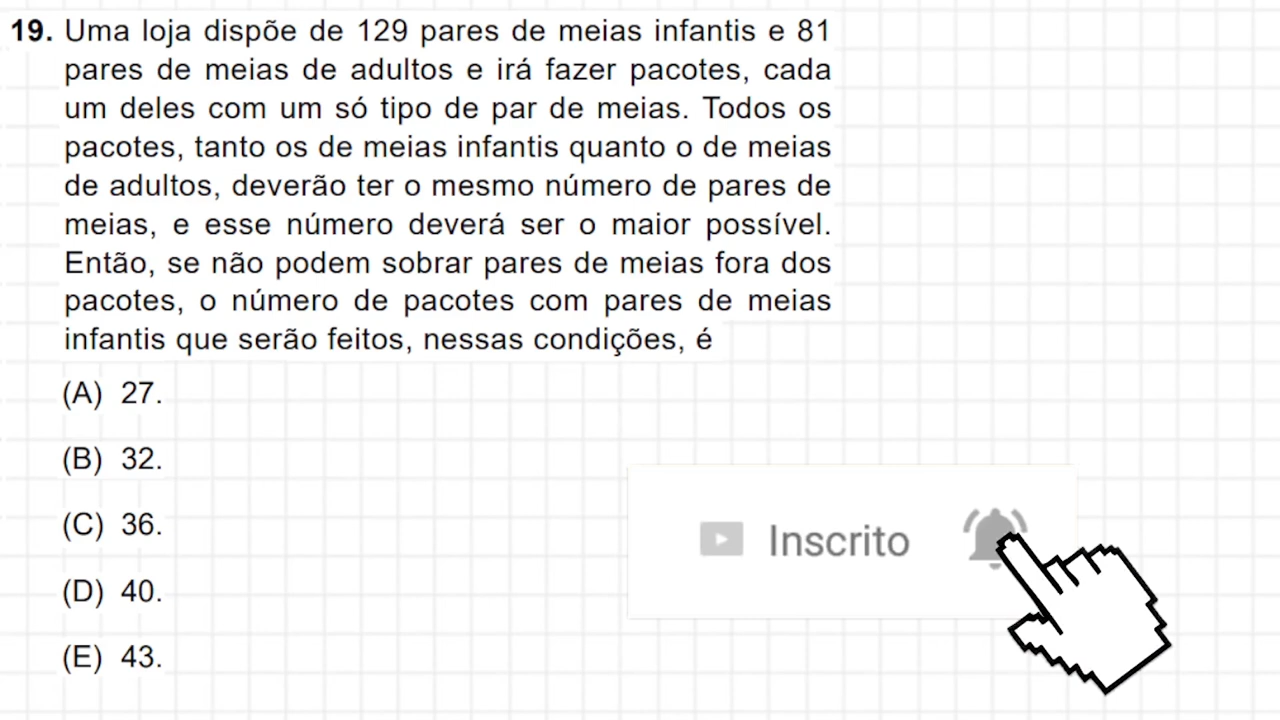 19. Uma loja dispõe de 129 pares de meias infantis e 81
pares de meias de adultos e irá fazer pacotes, cada
um deles com um só tipo de par de meias. Todos os
pacotes, tanto os de meias infantis quanto o de meias
de adultos, deverão ter o mesmo número de pares de
meias, e esse número deverá ser o maior possível.
Então, se não podem sobrar pares de meias fora dos
pacotes, o número de pacotes com pares de meias
infantis que serão feitos, nessas condições, é
(A) 27.
(B) 32.
(C) 36.
(D) 40.
(E) 43.
Inscrito